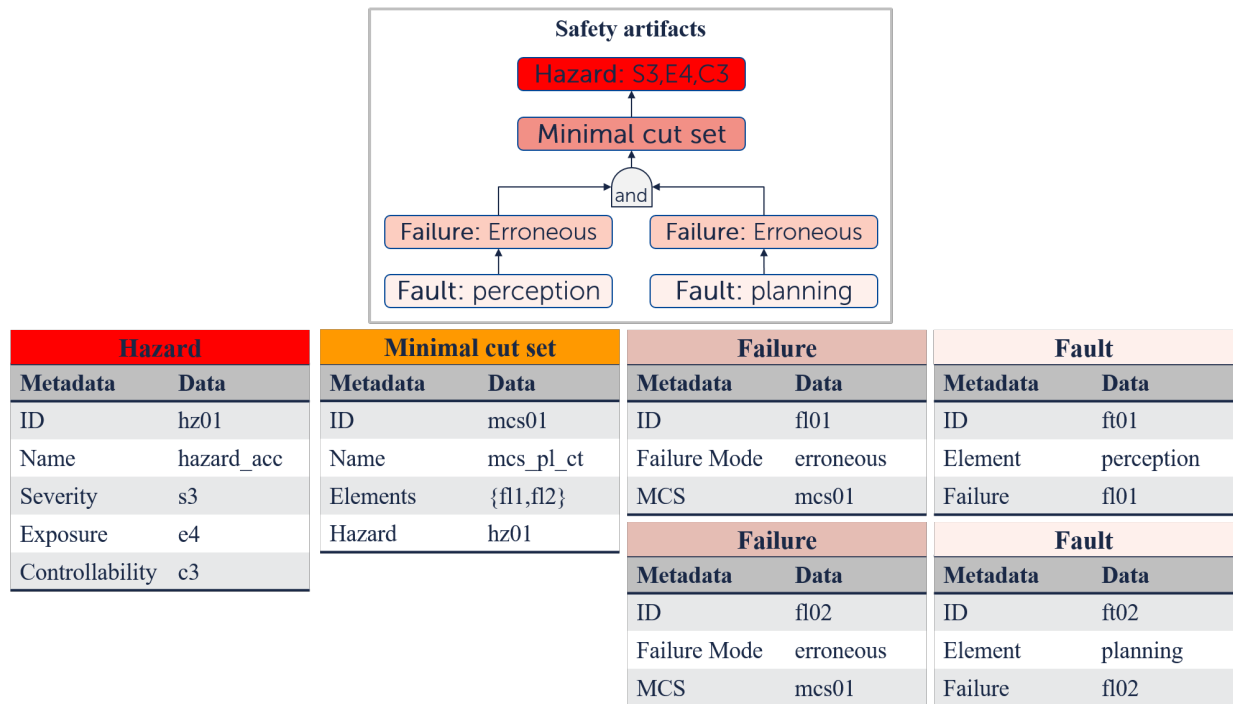 Safety artifacts
Hazard: S3,E4,C3
Minimal cut set
and
Failure: Erroneous
Failure: Erroneous
Fault: perception
Fault: planning
Hazard
Metadata Data
ID hz01
Name hazard_acc
Severity s3
Exposure e4
Controllability c3
Minimal cut set
Metadata Data
ID mcs01
Name mcs_pl_ct
Elements {fl1,fl2}
Hazard hz01
Failure
Metadata Data
ID fl01
Failure Mode erroneous
MCS mcs01
Fault
Metadata Data
ID ft01
Element perception
Failure fl01
Failure
Metadata Data
ID fl02
Failure Mode erroneous
MCS mcs01
Fault
Metadata Data
ID ft02
Element planning
Failure fl02